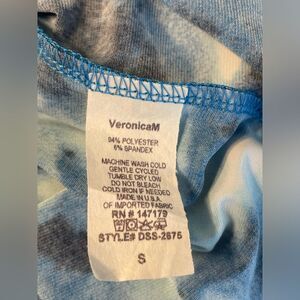 VeronicaM
94% POLYESTER
6% SPANDEX
MACHINE WASH COLD
GENTLE CYCLED
TUMBLE DRY LOW
DO NOT BLEACH
COLD IRON IF NEEDED
MADE IN U.S.A.
OF IMPORTED FABRIC
RN # 147179
STYLE# DSS-2675
S